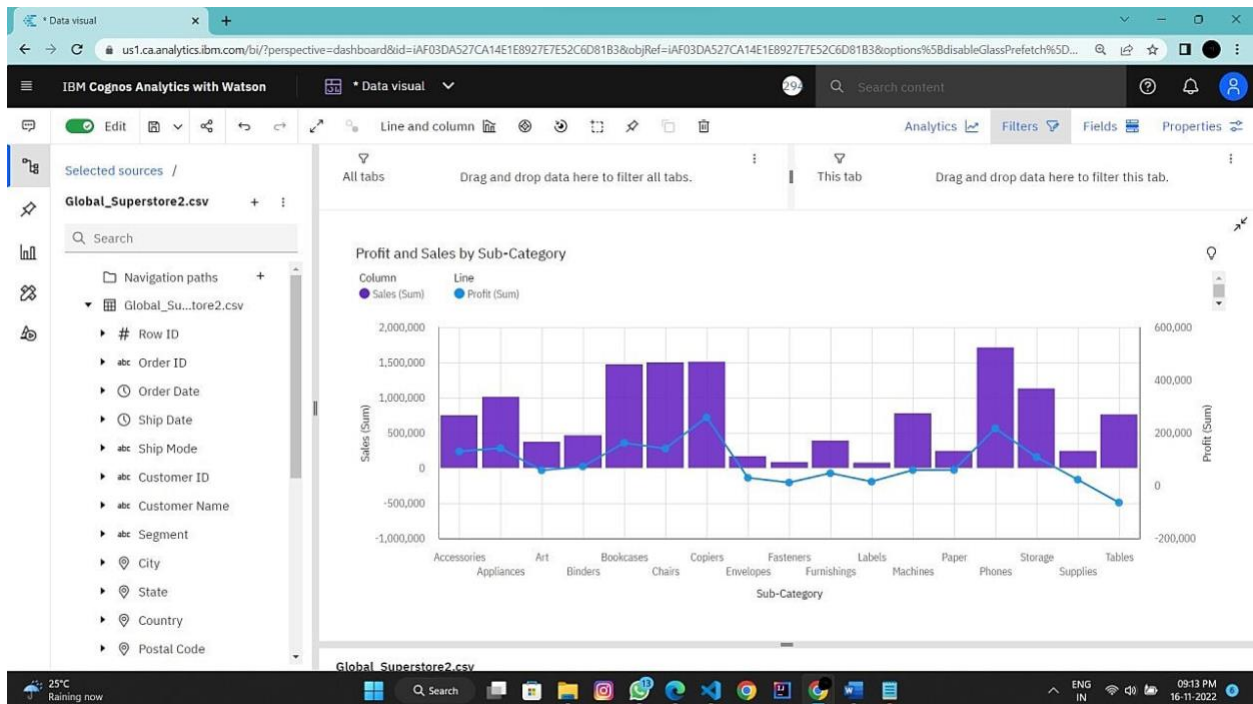 * Data visual
us1.ca.analytics.ibm.com/bi/?perspective=dashboard&id=iAF03DA527CA14E1E8927E7E52C6D81B3&objRef=iAF03DA527CA14E1E8927E7E52C6D81B3&options%5BdisableGlassPrefetch%5D...
IBM Cognos Analytics with Watson
* Data visual
294
Search content
Edit
Line and column
Analytics
Filters
Fields
Properties
Selected sources /
Global_Superstore2.csv
Search
Navigation paths
Global_Su...tore2.csv
# Row ID
abc Order ID
Order Date
Ship Date
abc Ship Mode
abc Customer ID
abc Customer Name
abc Segment
City
State
Country
Postal Code
All tabs
Drag and drop data here to filter all tabs.
This tab
Drag and drop data here to filter this tab.
Profit and Sales by Sub-Category
Column Line
Sales (Sum) Profit (Sum)
Sales (Sum)
2,000,000
1,500,000
1,000,000
500,000
0
-500,000
-1,000,000
600,000
400,000
200,000
0
-200,000
Profit (Sum)
Accessories Art Bookcases Copiers Fasteners Labels Paper Storage Tables
Appliances Binders Chairs Envelopes Furnishings Machines Phones Supplies
Sub-Category
Global_Superstore2.csv
25°C
Raining now
Search
13
ENG
IN
09:13 PM
16-11-2022
6